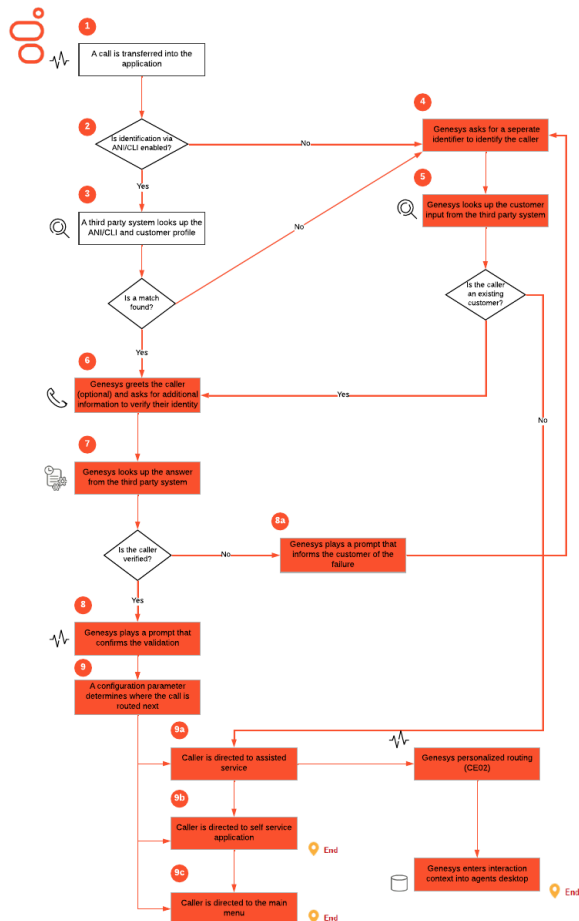 1
A call is transferred into the
application
2
Is identification via
ANI/CLI enabled?
No
4
Genesys asks for a seperate
identifier to identify the caller
Yes
3
A third party system looks up the
ANI/CLI and customer profile
5
Genesys looks up the customer
input from the third party system
No
Is a match
found?
Is the caller
an existing
customer?
Yes
6
Genesys greets the caller
(optional) and asks for additional
information to verify their identity
Yes
No
7
Genesys looks up the answer
from the third party system
Is the caller
verified?
No
8a
Genesys plays a prompt that
informs the customer of the
failure
Yes
8
Genesys plays a prompt that
confirms the validation
9
A configuration parameter
determines where the call is
routed next
9a
Caller is directed to assisted
service
Genesys personalized routing
(CE02)
9b
Caller is directed to self service
application
End
9c
Caller is directed to the main
menu
End
Genesys enters interaction
context into agents desktop
End